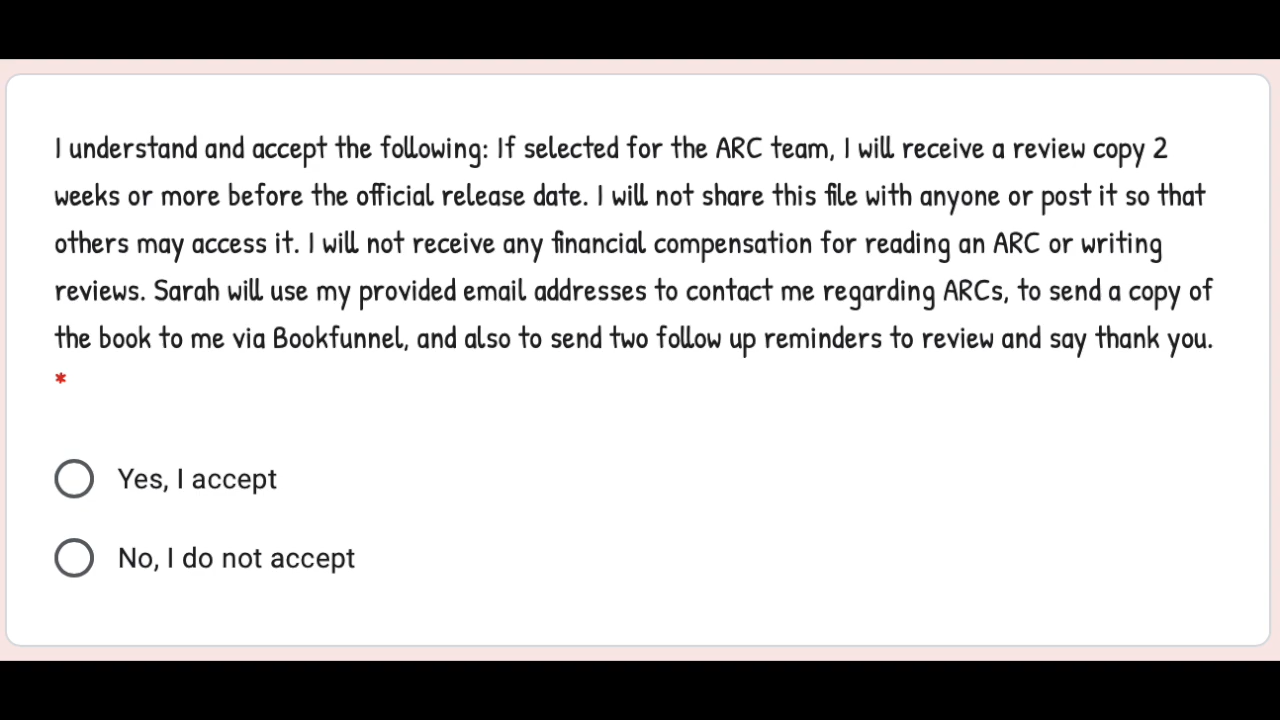 I understand and accept the following: If selected for the ARC team, I will receive a review copy 2
weeks or more before the official release date. I will not share this file with anyone or post it so that
others may access it. I will not receive any financial compensation for reading an ARC or writing
reviews. Sarah will use my provided email addresses to contact me regarding ARCs, to send a copy of
the book to me via Bookfunnel, and also to send two follow up reminders to review and say thank you.
*
Yes, I accept
No, I do not accept